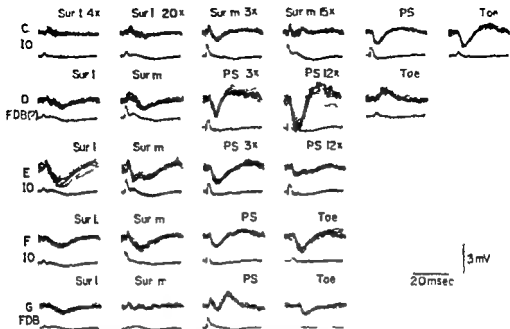 Sur l 4x Sur l 20x Sur m 3x Sur m 15x PS Toe
C
10
Sur l Sur m PS 3x PS 12x Toe
D
FDB(?)
Sur l Sur m PS 3x PS 12x
E
10
Sur l Sur m PS Toe
F
10
3mV
20msec
Sur l Sur m PS Toe
G
FDB